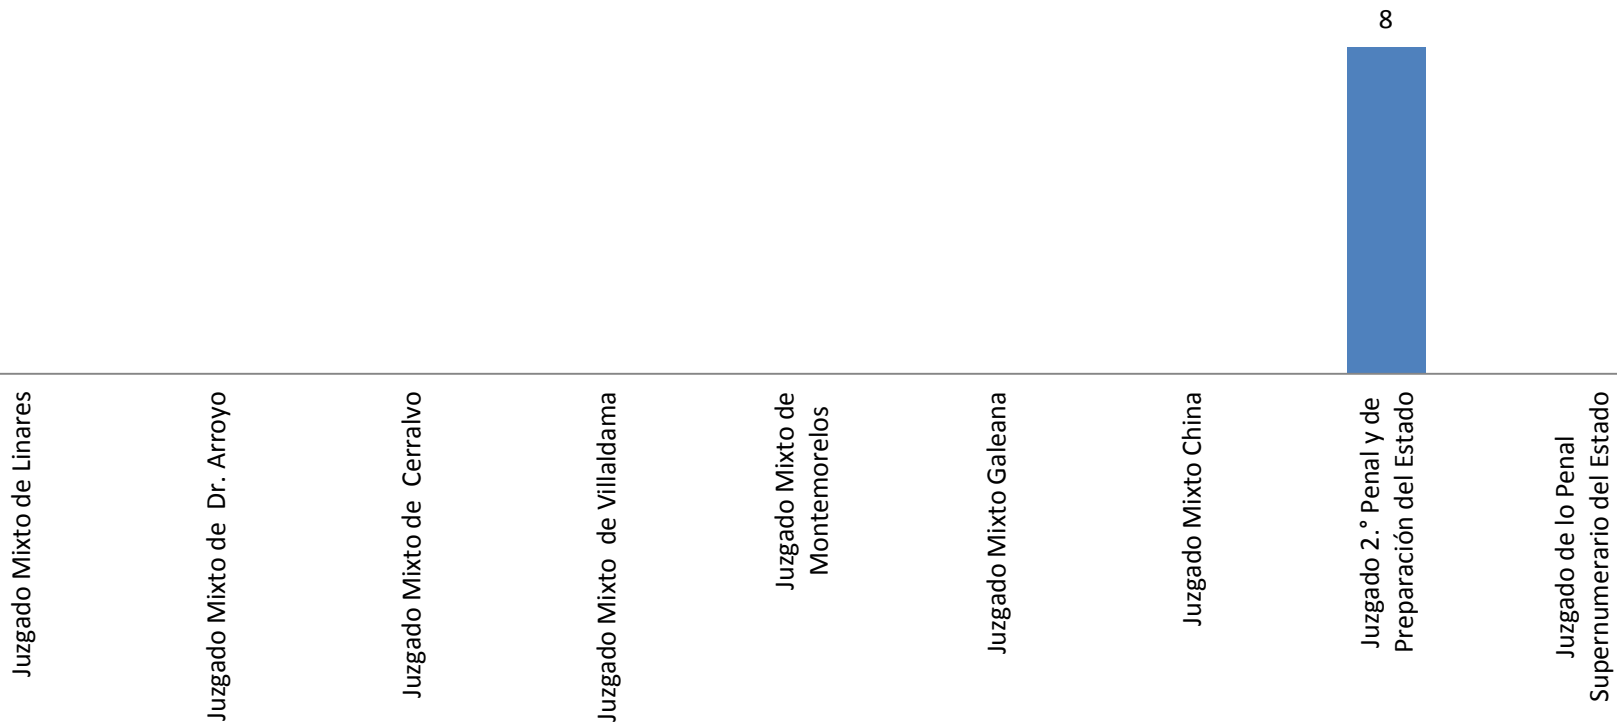 8
Juzgado Mixto de Linares
Juzgado Mixto de  Dr. Arroyo
Juzgado Mixto de  Cerralvo
Juzgado Mixto  de Villaldama
Juzgado Mixto de
Montemorelos
Juzgado Mixto Galeana
Juzgado Mixto China
Juzgado 2.° Penal y de
Preparación del Estado
Juzgado de lo Penal
Supernumerario del Estado